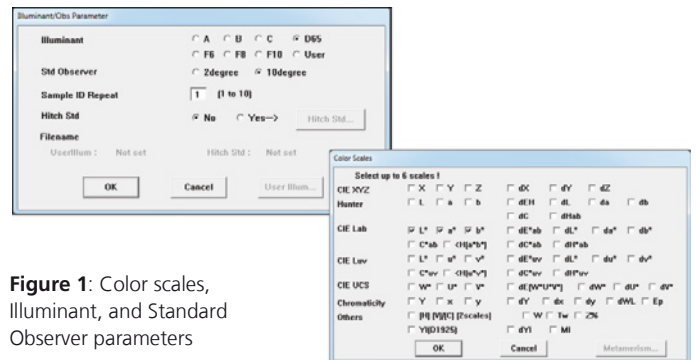 Illuminant/Obs Parameter
Illuminant A B C D65
F6 F8 F10 User
Std Observer 2degree 10degree
Sample ID Repeat 1 (1 to 10)
Hitch Std No Yes--> Hitch Std...
Filename
UserIllum : Not set Hitch Std : Not set
OK Cancel User Illum...
Color Scales
Select up to 6 scales !
CIE XYZ X Y Z dX dY dZ
Hunter L a b dEH dL da db
dC dHab
CIE Lab L* a* b* dE*ab dL* da* db*
C*ab <H(a*b*) dC*ab dH*ab
CIE Luv L* u* v* dE*uv dL* du* dv*
C*uv <H(u*v*) dC*uv dH*uv
CIE UCS W* U* V* dE(W*U*V*) dW* dU* dV*
Chromaticity Y x y dY dx dy dWL Ep
Others [H] [V]/[C] [2scales] W Tw Z%
YI(D1925) dYI MI
OK Cancel Metamerism...
Figure 1: Color scales,
Illuminant, and Standard
Observer parameters